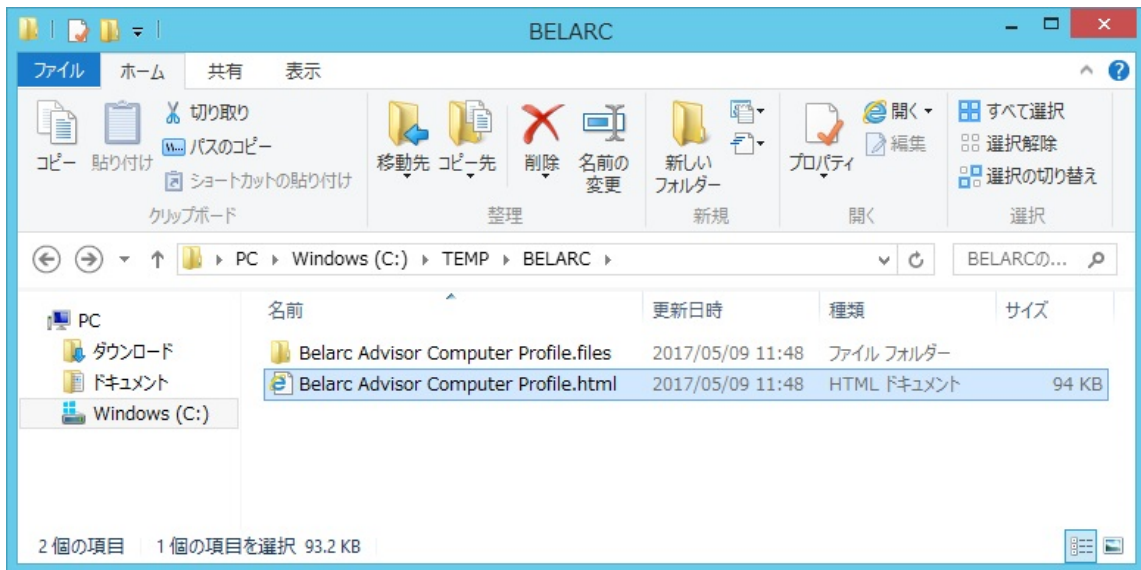 BELARC
ファイル ホーム 共有 表示
コピー 貼り付け 切り取り パスのコピー ショートカットの貼り付け
移動先 コピー先 削除 名前の変更
新しいフォルダー
プロパティ 開く 編集
すべて選択 選択解除 選択の切り替え
クリップボード 整理 新規 開く 選択
PC Windows (C:) TEMP BELARC BELARCの...
名前 更新日時 種類 サイズ
PC
ダウンロード
ドキュメント
Windows (C:)
Belarc Advisor Computer Profile.files 2017/05/09 11:48 ファイル フォルダー
Belarc Advisor Computer Profile.html 2017/05/09 11:48 HTML ドキュメント 94 KB
2 個の項目 1 個の項目を選択 93.2 KB